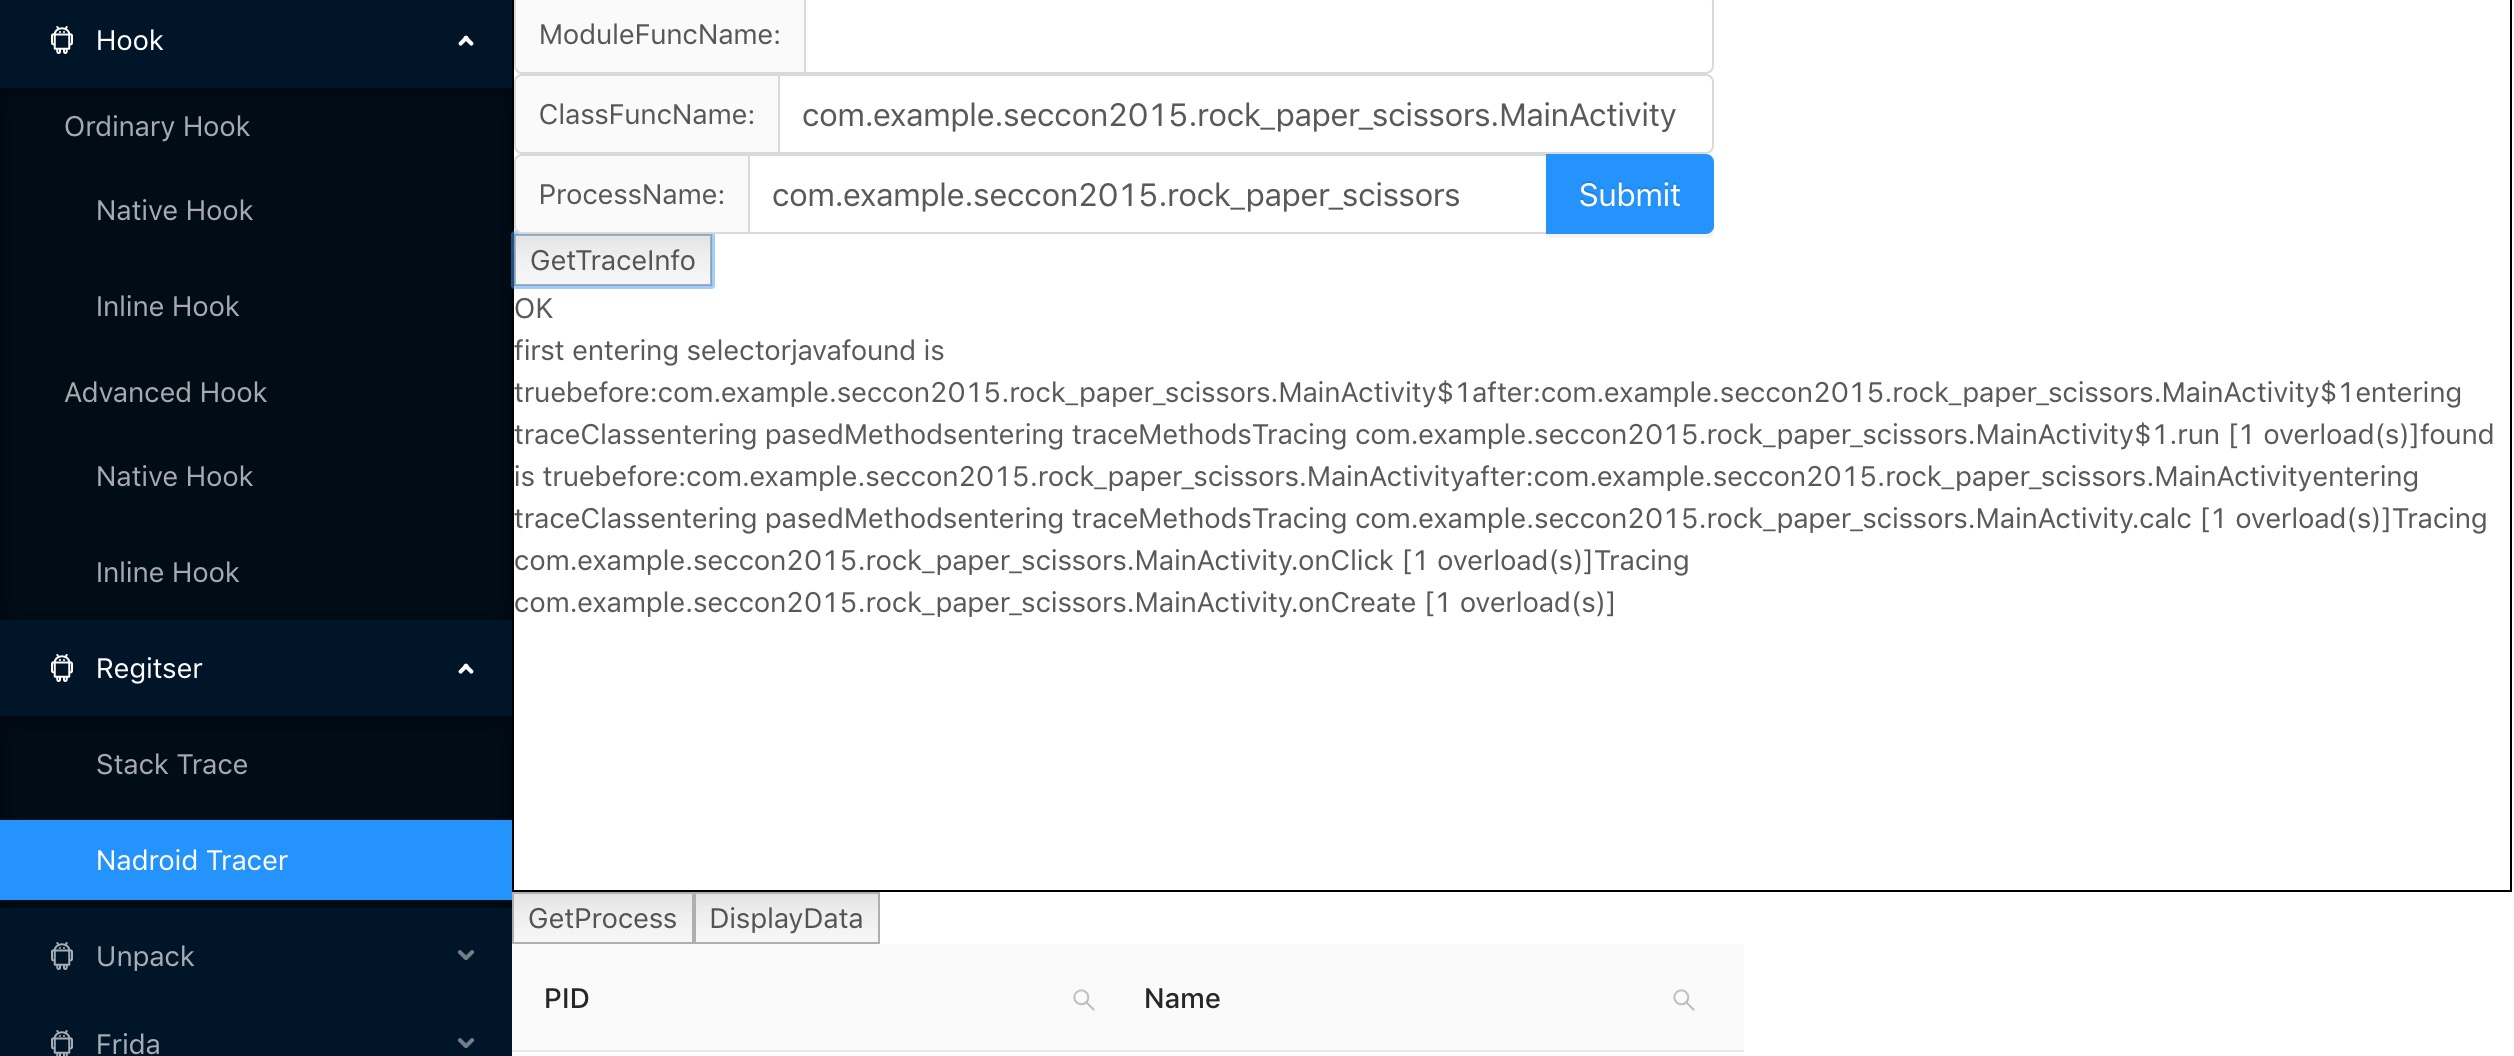 Hook
Ordinary Hook
Native Hook
Inline Hook
Advanced Hook
Native Hook
Inline Hook
Regitser
Stack Trace
Nadroid Tracer
Unpack
Frida
ModuleFuncName:
ClassFuncName: com.example.seccon2015.rock_paper_scissors.MainActivity
ProcessName: com.example.seccon2015.rock_paper_scissors Submit
GetTraceInfo
OK
first entering selectorjavafound is
truebefore:com.example.seccon2015.rock_paper_scissors.MainActivity$1after:com.example.seccon2015.rock_paper_scissors.MainActivity$1entering
traceClassentering pasedMethodsentering traceMethodsTracing com.example.seccon2015.rock_paper_scissors.MainActivity$1.run [1 overload(s)]found
is truebefore:com.example.seccon2015.rock_paper_scissors.MainActivityafter:com.example.seccon2015.rock_paper_scissors.MainActivityentering
traceClassentering pasedMethodsentering traceMethodsTracing com.example.seccon2015.rock_paper_scissors.MainActivity.calc [1 overload(s)]Tracing
com.example.seccon2015.rock_paper_scissors.MainActivity.onClick [1 overload(s)]Tracing
com.example.seccon2015.rock_paper_scissors.MainActivity.onCreate [1 overload(s)]
GetProcess DisplayData
PID Name